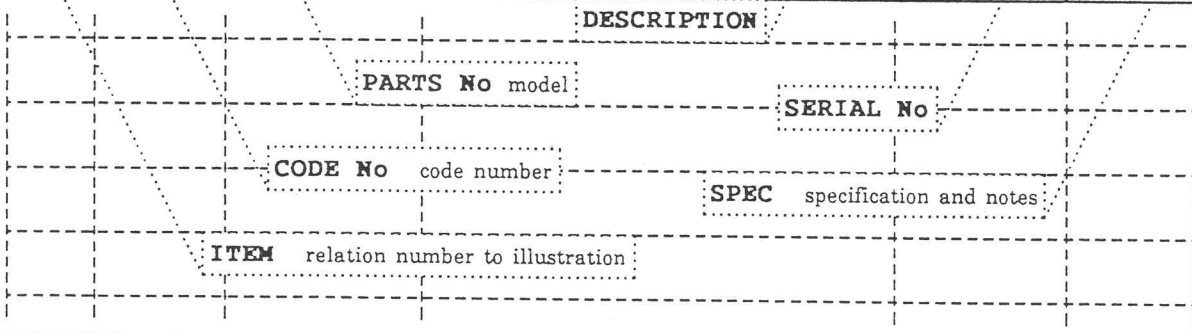 DESCRIPTION
PARTS No model
SERIAL No
CODE No code number
SPEC specification and notes
ITEM relation number to illustration